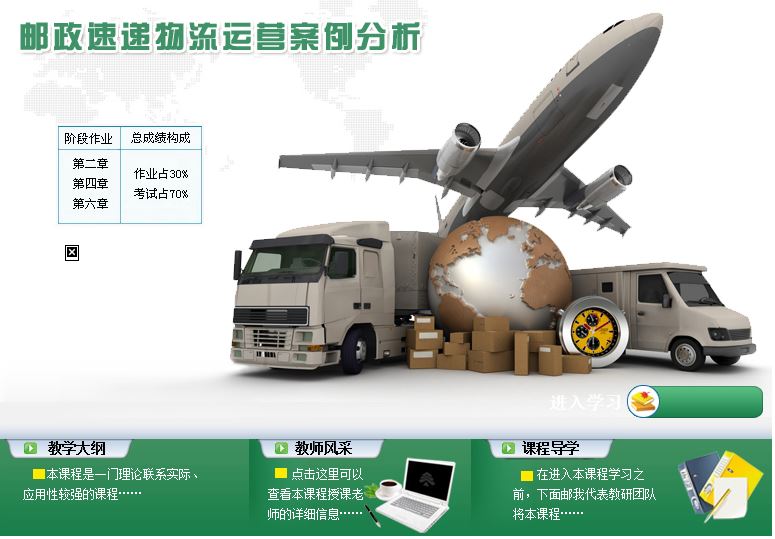 邮政速递物流运营案例分析
阶段作业 总成绩构成
第二章
第四章
第六章
作业占30%
考试占70%
进入学习
教学大纲
本课程是一门理论联系实际、
应用性较强的课程……
教师风采
点击这里可以
查看本课程授课老
师的详细信息……
课程导学
在进入本课程学习之
前，下面邮我代表教研团队
将本课程……